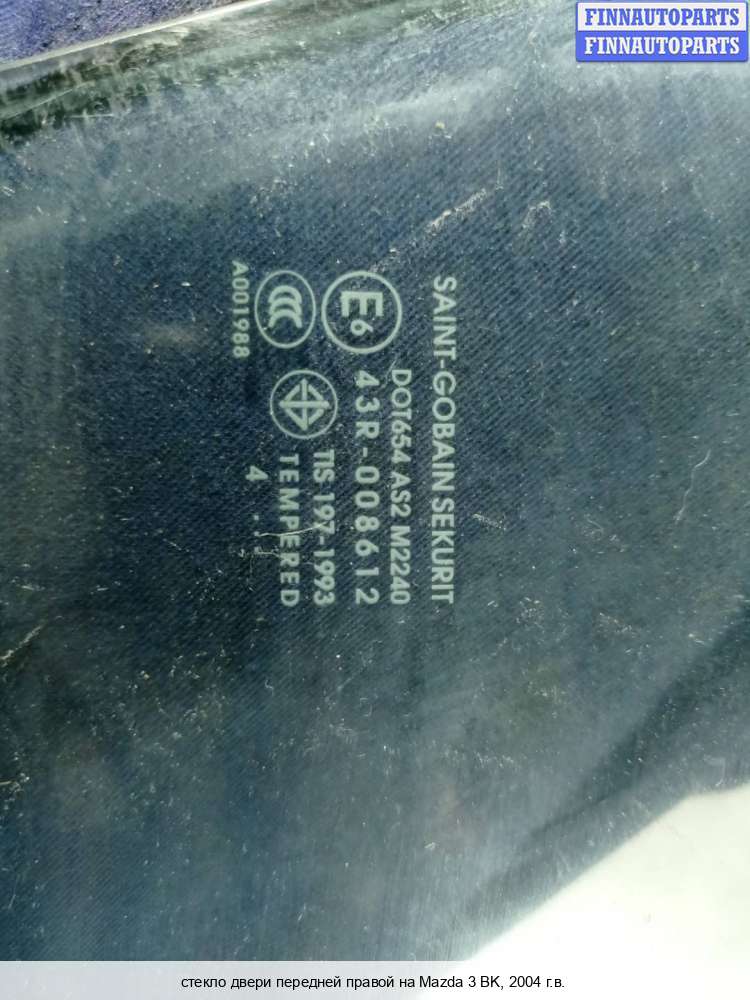 FINNAUTOPARTS
FINNAUTOPARTS
SAINT-GOBAIN SEKURIT
DOT654 AS2 M2240
E6 43R-008612
TIS 197-1993
TEMPERED
CCC
A001988
4 ..
стекло двери передней правой на Mazda 3 BK, 2004 г.в.